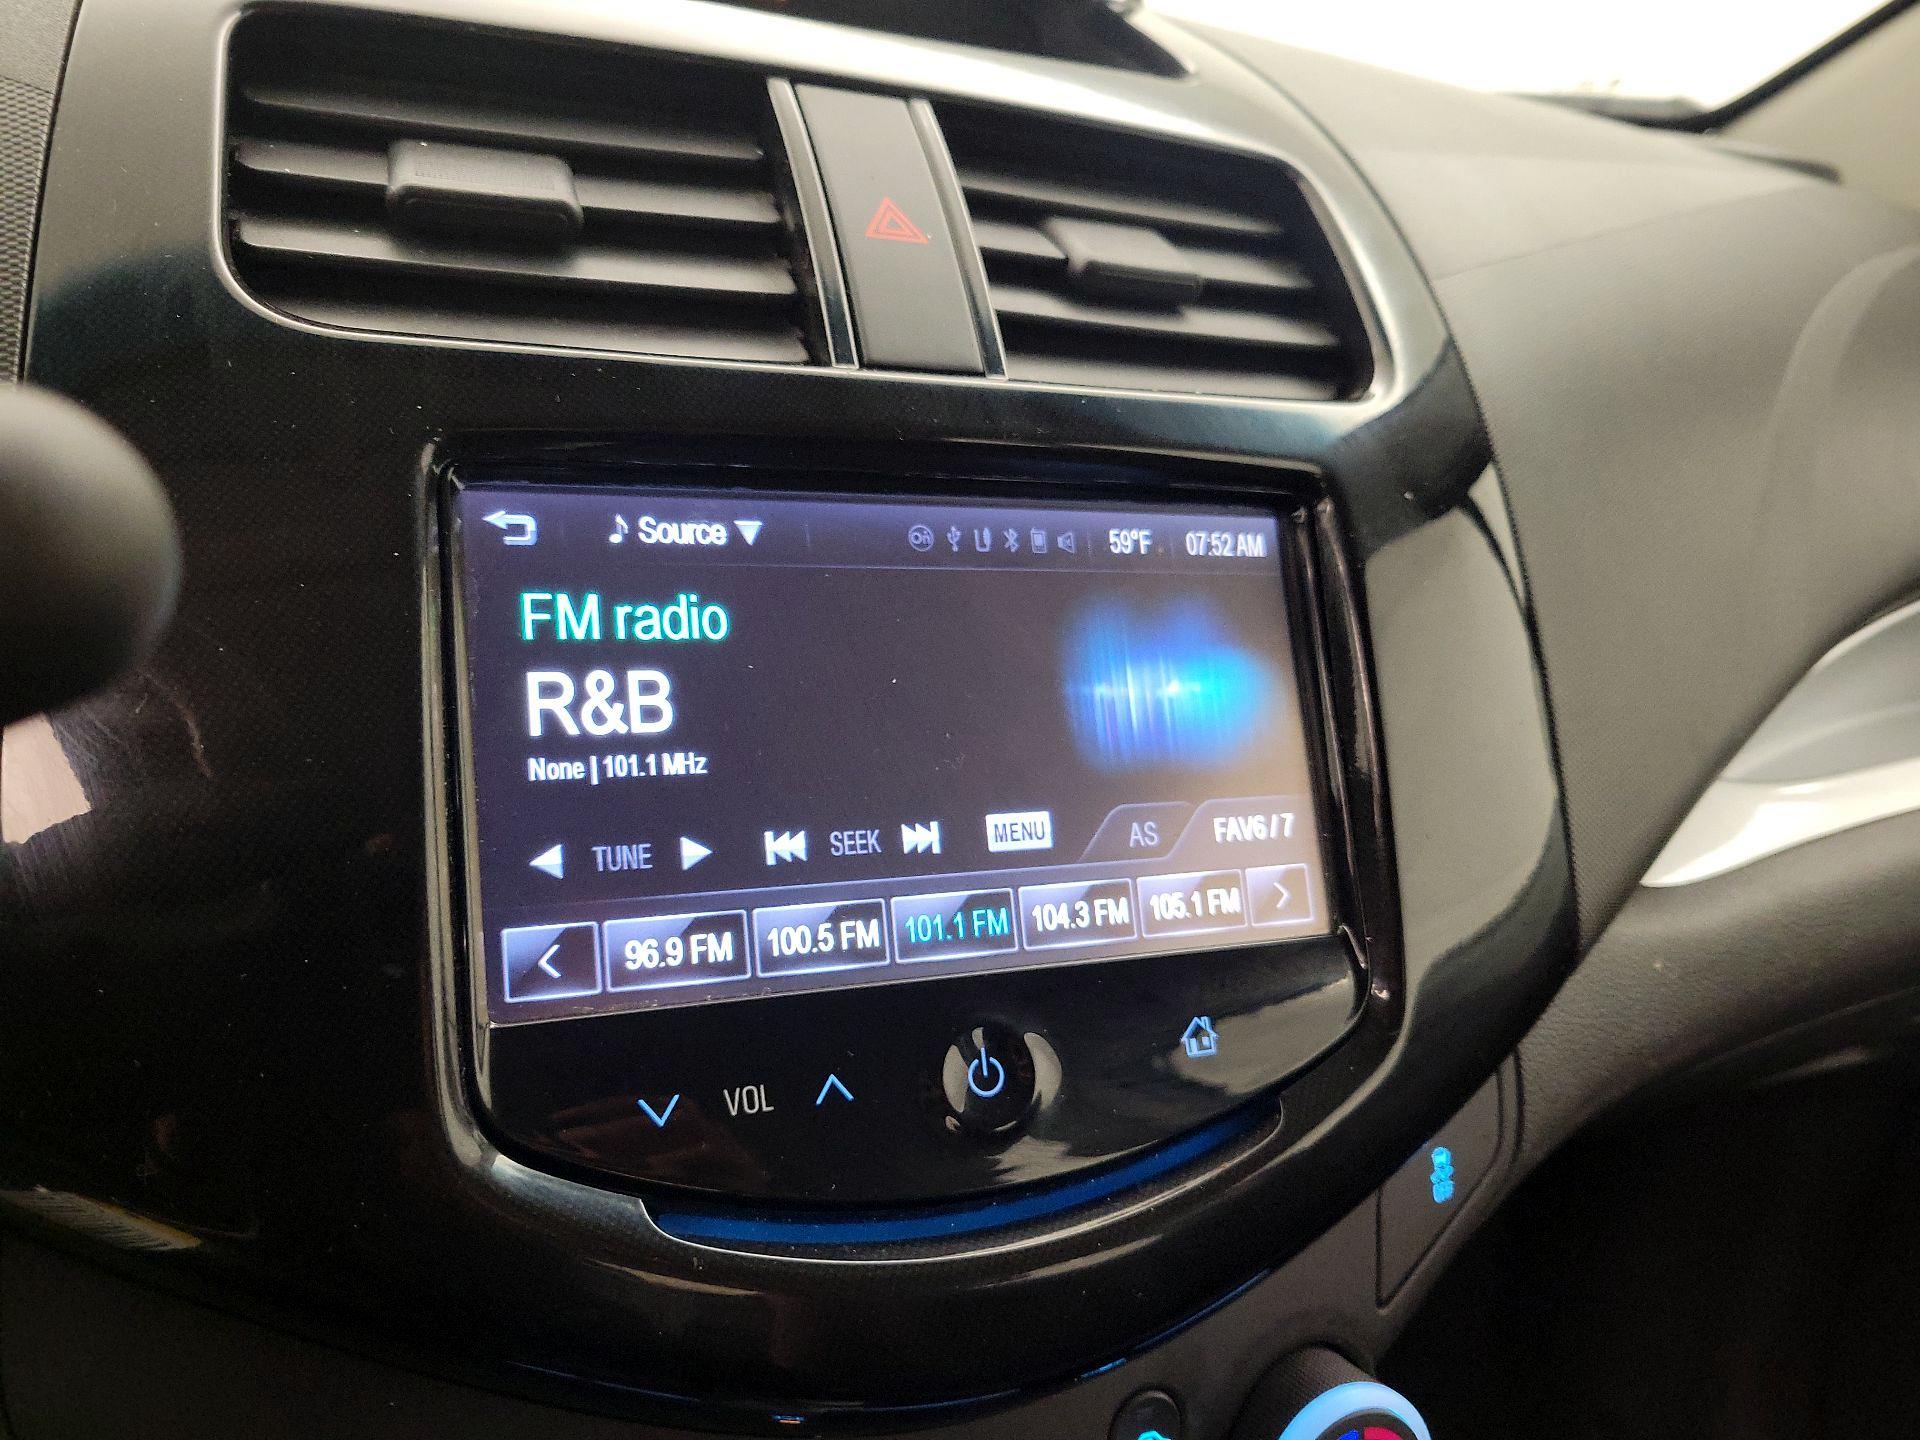 Source 59°F 07:52 AM
FM radio
R&B
None | 101.1 MHz
TUNE SEEK MENU AS FAV6 / 7
96.9 FM 100.5 FM 101.1 FM 104.3 FM 105.1 FM
VOL